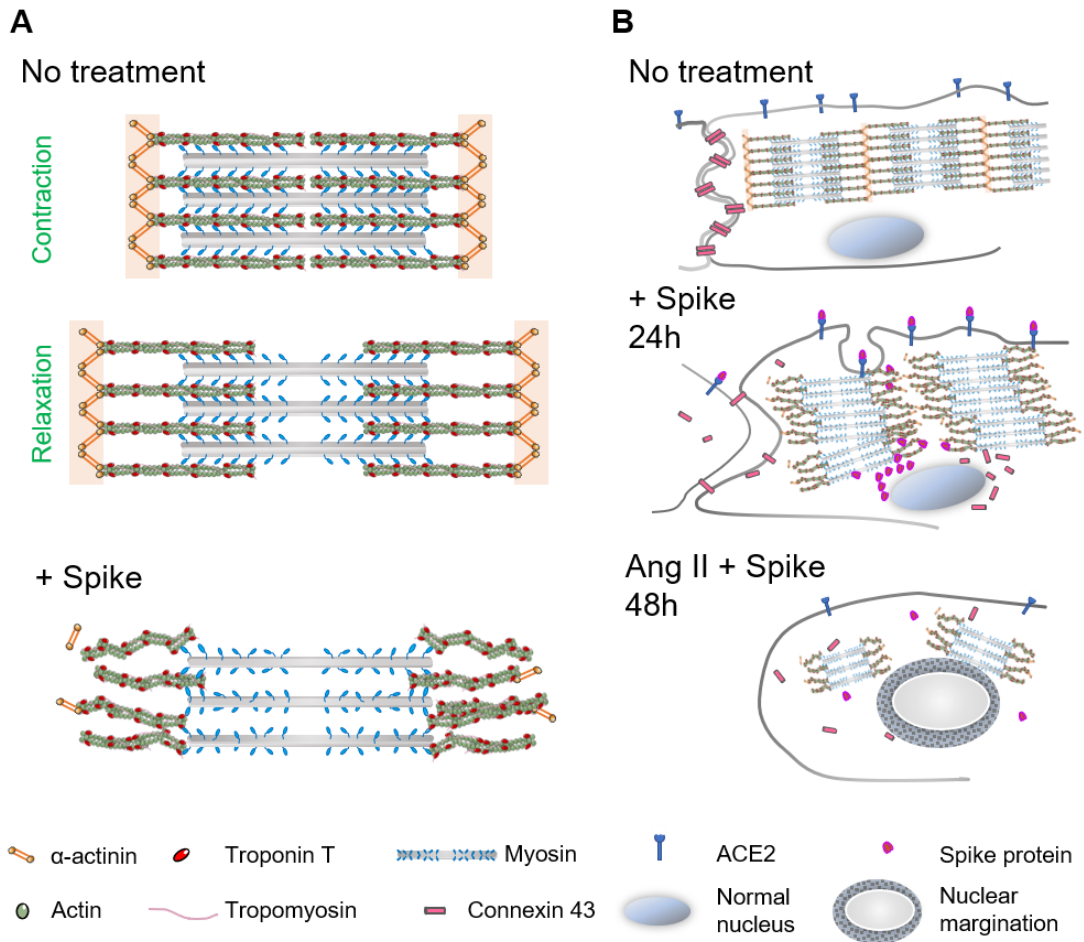 A
No treatment
Contraction
Relaxation
+ Spike
B
No treatment
+ Spike
24h
Ang II + Spike
48h
α-actinin
Troponin T
Myosin
ACE2
Spike protein
Actin
Tropomyosin
Connexin 43
Normal
nucleus
Nuclear
margination